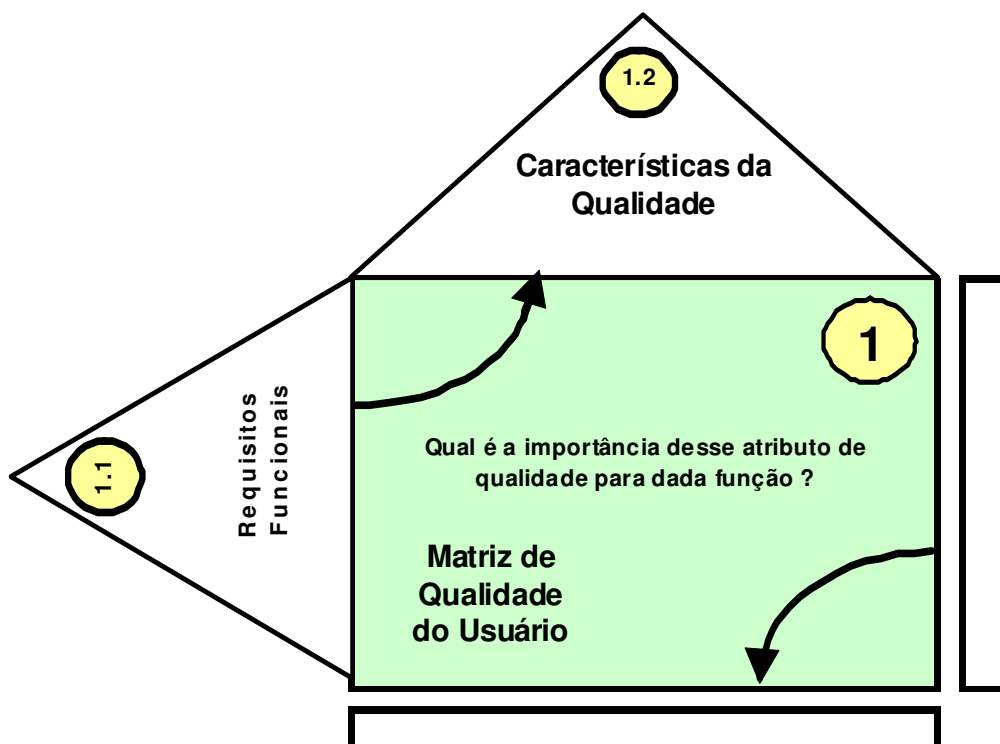 1.2
Características da
Qualidade
1
1.1
Requisitos
Funcionais
Qual é a importância desse atributo de
qualidade para dada função ?
Matriz de
Qualidade
do Usuário